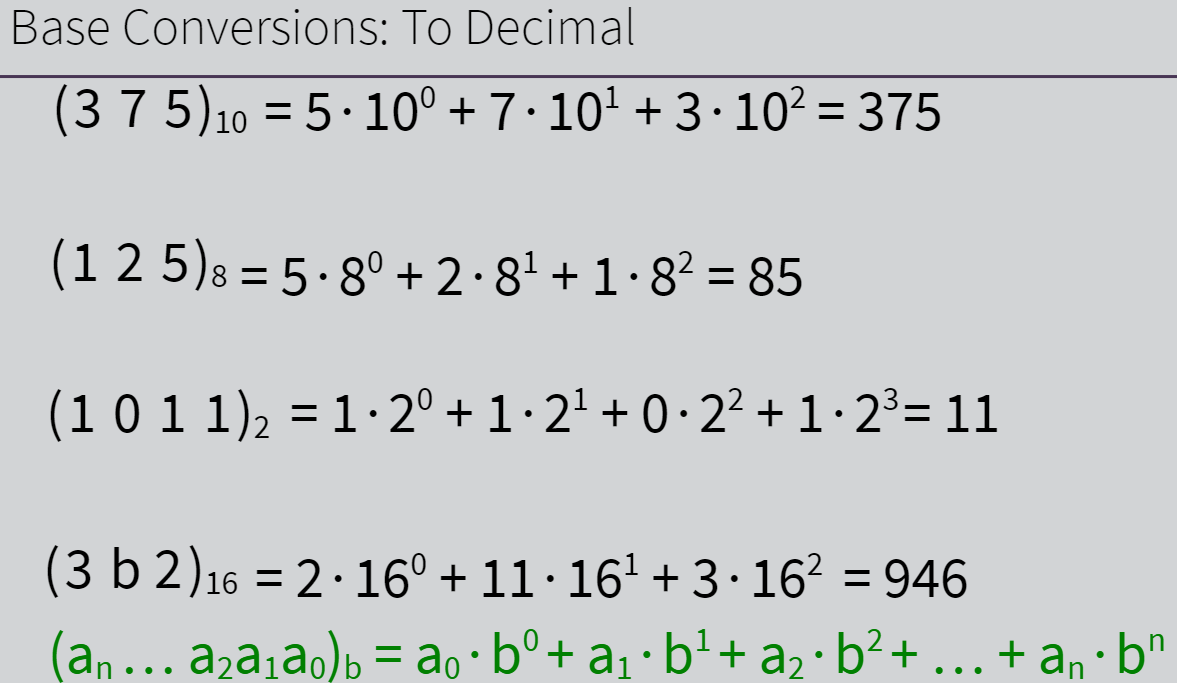 Base Conversions: To Decimal
(3 7 5)₁₀ = 5·10⁰ + 7·10¹ + 3·10² = 375
(1 2 5)₈ = 5·8⁰ + 2·8¹ + 1·8² = 85
(1 0 1 1)₂ = 1·2⁰ + 1·2¹ + 0·2² + 1·2³= 11
(3 b 2)₁₆ = 2·16⁰ + 11·16¹ + 3·16² = 946
(aₙ... a₂a₁a₀)b = a₀·b⁰ + a₁·b¹ + a₂·b² + ... + aₙ·bⁿ